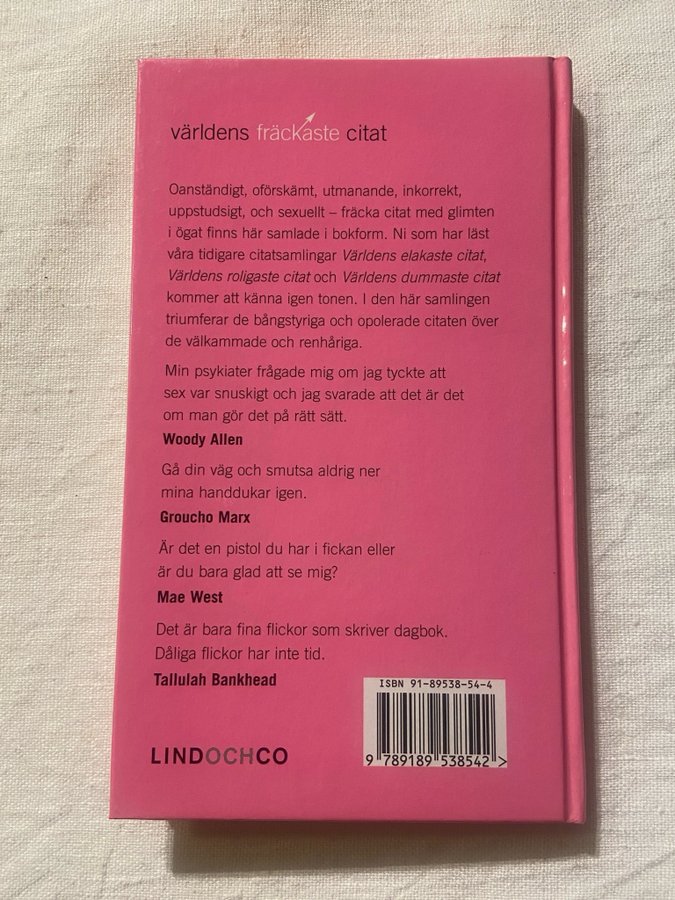 världens fräckaste citat
Oanständigt, oförskämt, utmanande, inkorrekt,
uppstudsigt, och sexuellt – fräcka citat med glimten
i ögat finns här samlade i bokform. Ni som har läst
våra tidigare citatsamlingar Världens elakaste citat,
Världens roligaste citat och Världens dummaste citat
kommer att känna igen tonen. I den här samlingen
triumferar de bångstyriga och opolerade citaten över
de välkammade och renhåriga.
Min psykiater frågade mig om jag tyckte att
sex var snuskigt och jag svarade att det är det
om man gör det på rätt sätt.
Woody Allen
Gå din väg och smutsa aldrig ner
mina handdukar igen.
Groucho Marx
Är det en pistol du har i fickan eller
är du bara glad att se mig?
Mae West
Det är bara fina flickor som skriver dagbok.
Dåliga flickor har inte tid.
Tallulah Bankhead
LINDOCHCO
ISBN 91-89538-54-4
9 789189 538542 >